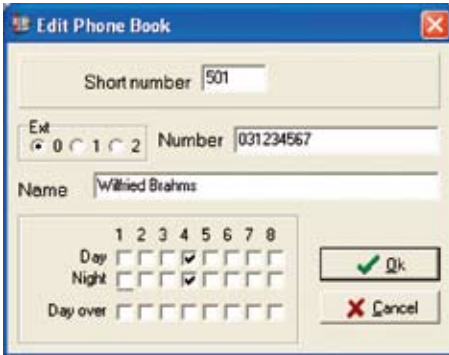 Edit Phone Book
Short number 501
Ext
0 1 2 Number 031234567
Name Wilfried Brahms
1 2 3 4 5 6 7 8
Day
Night
Day over
Ok
Cancel